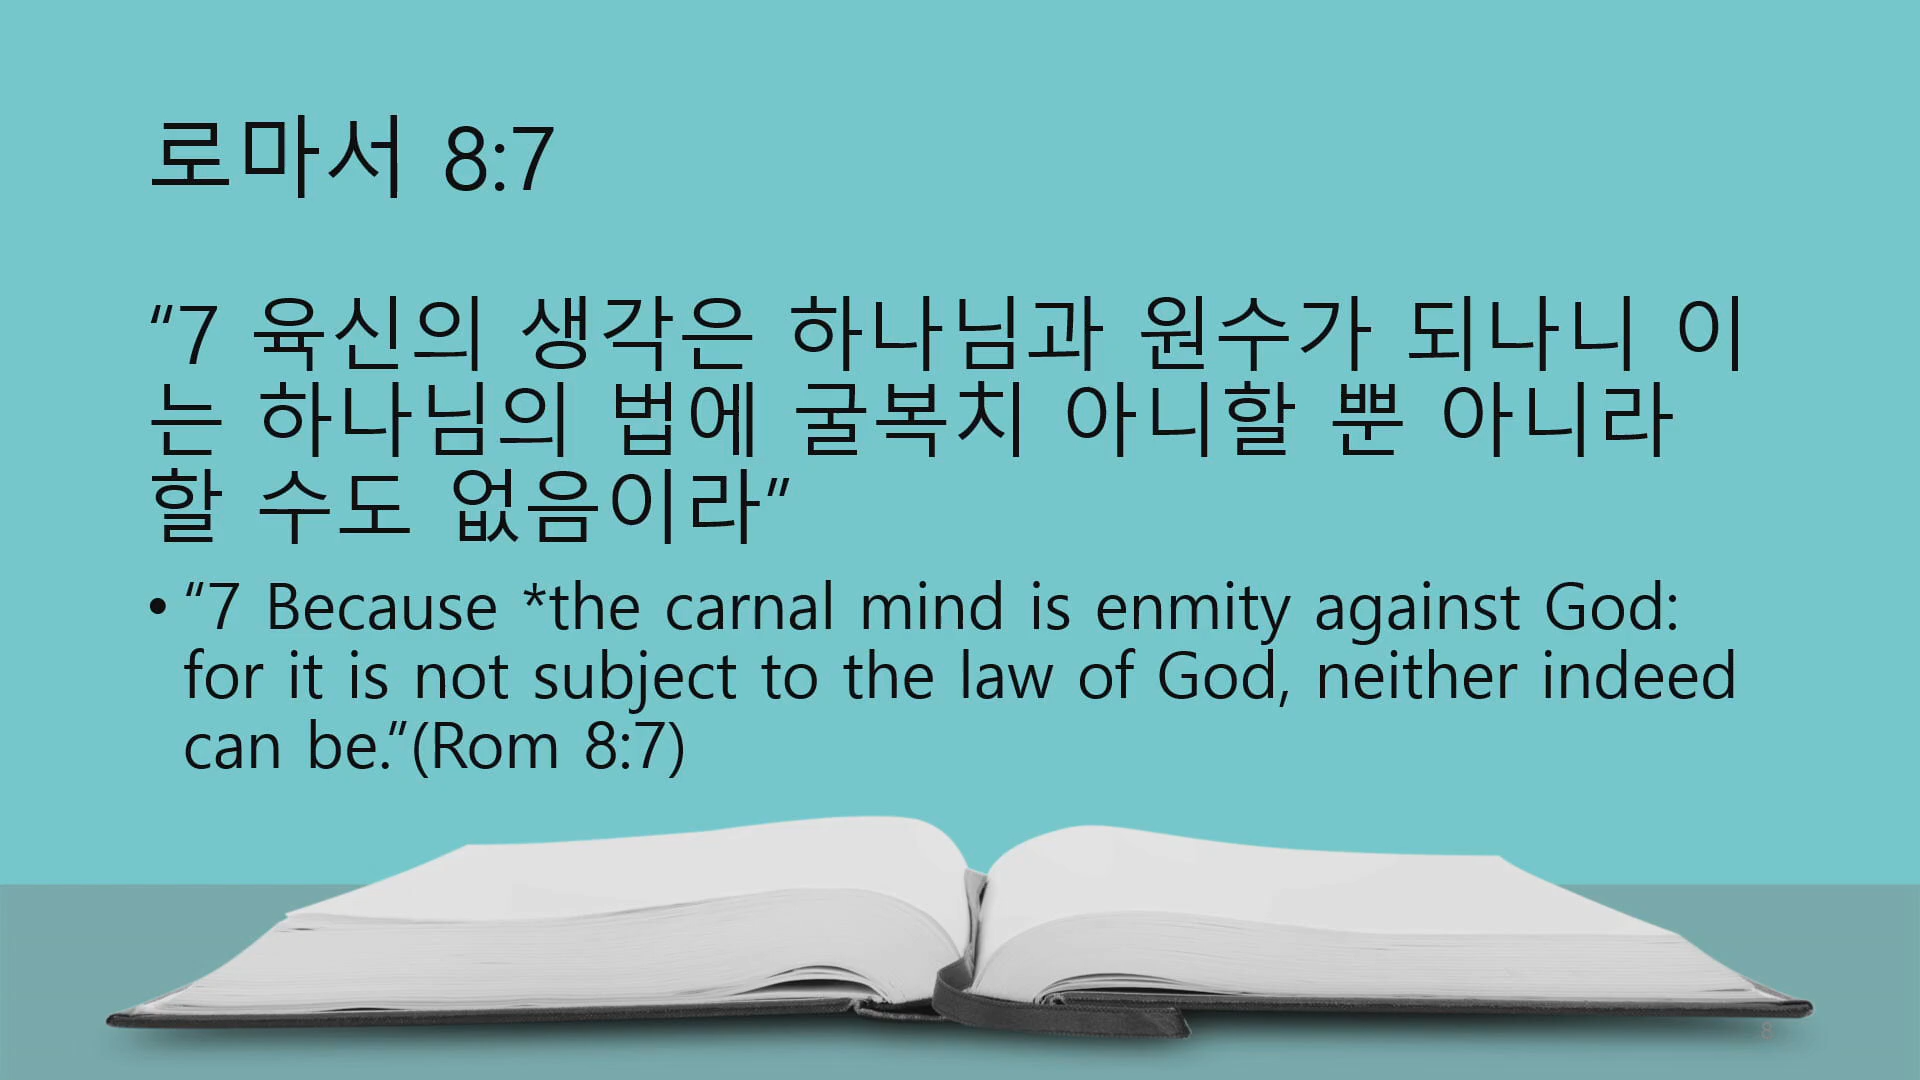 로마서 8:7
“7 육신의 생각은 하나님과 원수가 되나니 이
는 하나님의 법에 굴복치 아니할 뿐 아니라
할 수도 없음이라”
• “7 Because *the carnal mind is enmity against God:
for it is not subject to the law of God, neither indeed
can be.”(Rom 8:7)
8